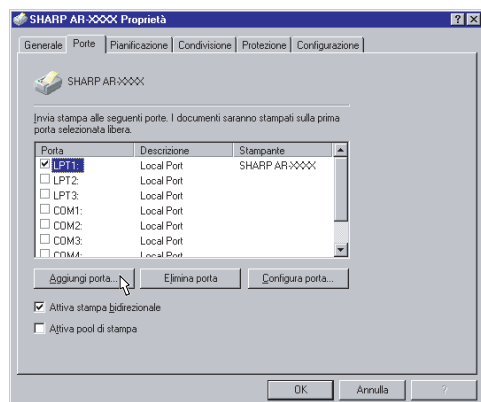 SHARP AR-XXXX Proprietà
? X
Generale Porte Pianificazione Condivisione Protezione Configurazione
SHARP AR-XXXX
Invia stampa alle seguenti porte. I documenti saranno stampati sulla prima
porta selezionata libera.
Porta Descrizione Stampante
LPT1: Local Port SHARP AR-XXXX
LPT2: Local Port
LPT3: Local Port
COM1: Local Port
COM2: Local Port
COM3: Local Port
COM4: Local Port
Aggiungi porta... Elimina porta Configura porta...
Attiva stampa bidirezionale
Attiva pool di stampa
OK Annulla ?